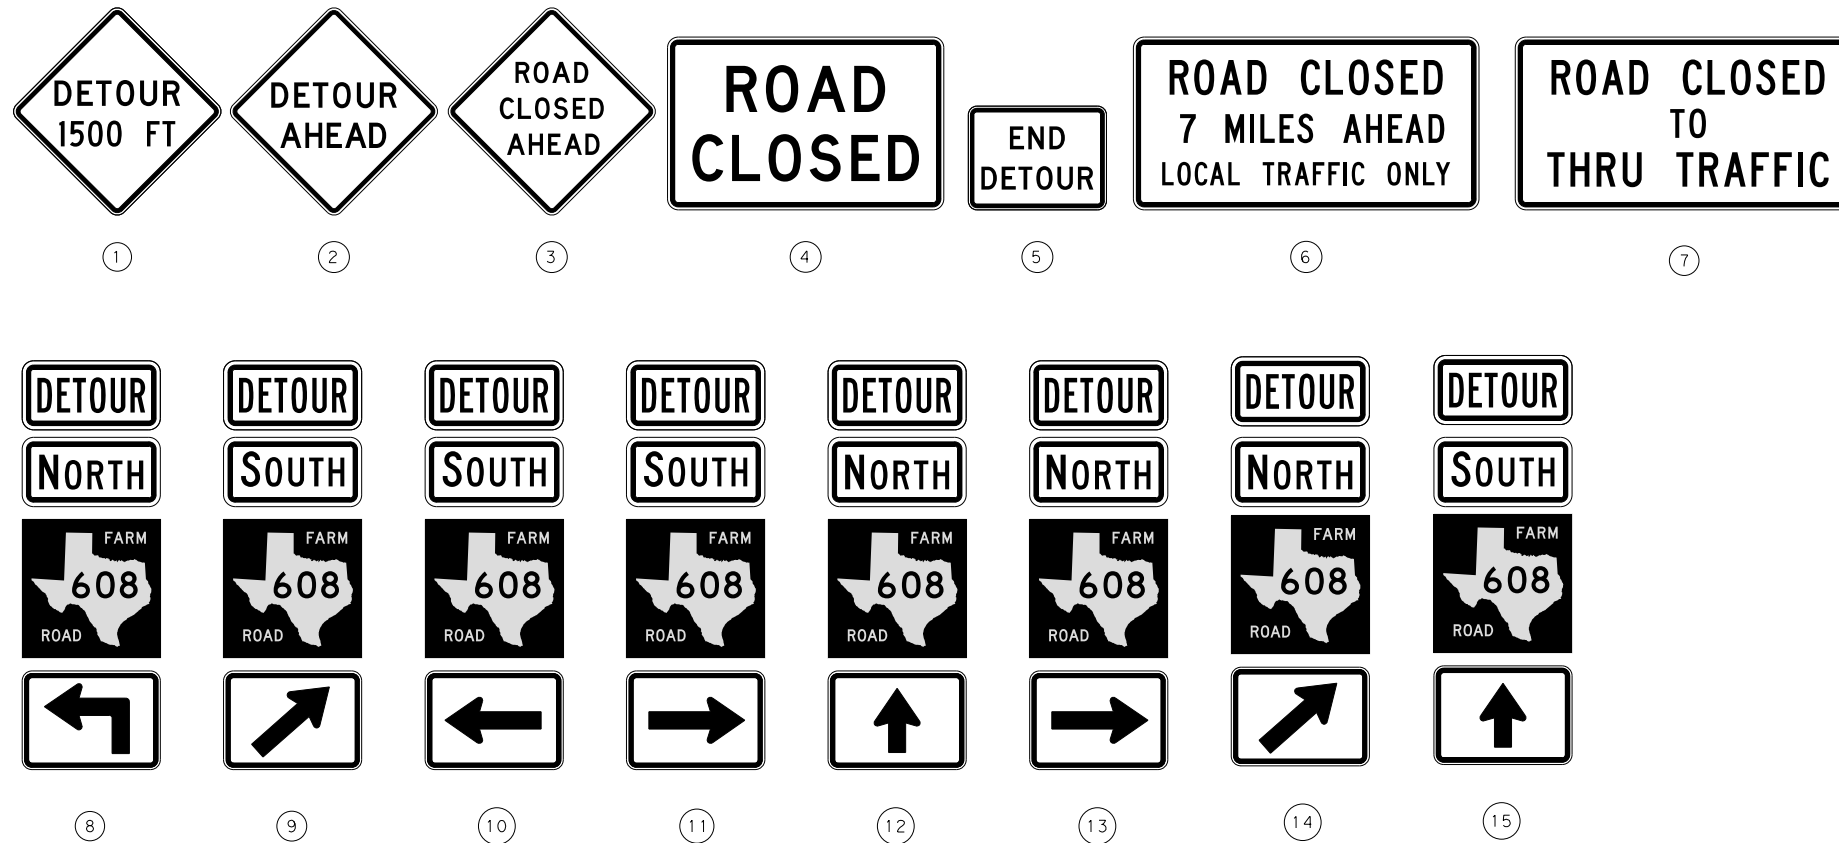 DETOUR
1500 FT
1
DETOUR
AHEAD
2
ROAD
CLOSED
AHEAD
3
ROAD
CLOSED
4
END
DETOUR
5
ROAD CLOSED
7 MILES AHEAD
LOCAL TRAFFIC ONLY
6
ROAD CLOSED
TO
THRU TRAFFIC
7
DETOUR
NORTH
FARM
608
ROAD
8
DETOUR
SOUTH
FARM
608
ROAD
9
DETOUR
SOUTH
FARM
608
ROAD
10
DETOUR
SOUTH
FARM
608
ROAD
11
DETOUR
NORTH
FARM
608
ROAD
12
DETOUR
NORTH
FARM
608
ROAD
13
DETOUR
NORTH
FARM
608
ROAD
14
DETOUR
SOUTH
FARM
608
ROAD
15